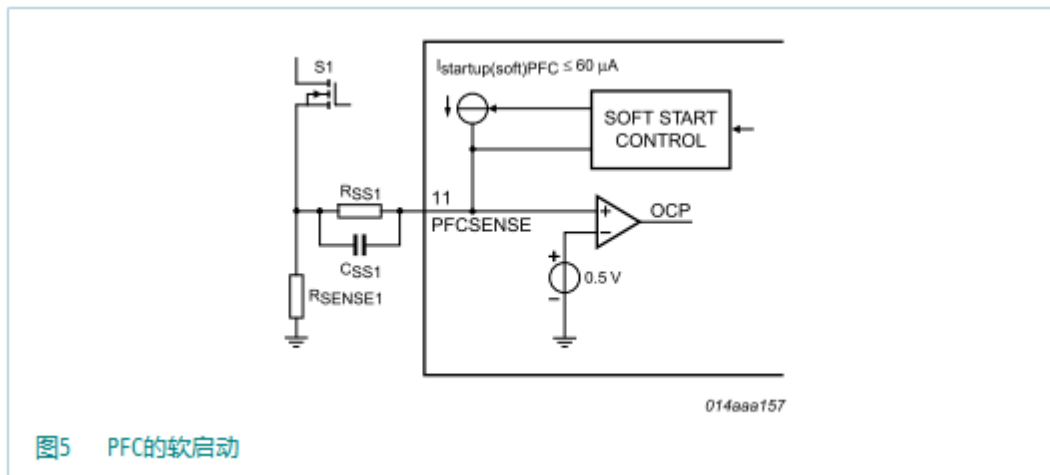 S1
Istartup(soft)PFC ≤ 60 μA
SOFT START
CONTROL
RSS1
11
PFCSENSE
CSS1
RSENSE1
+
−
OCP
+
0.5 V
−
014aaa157
图5 PFC的软启动